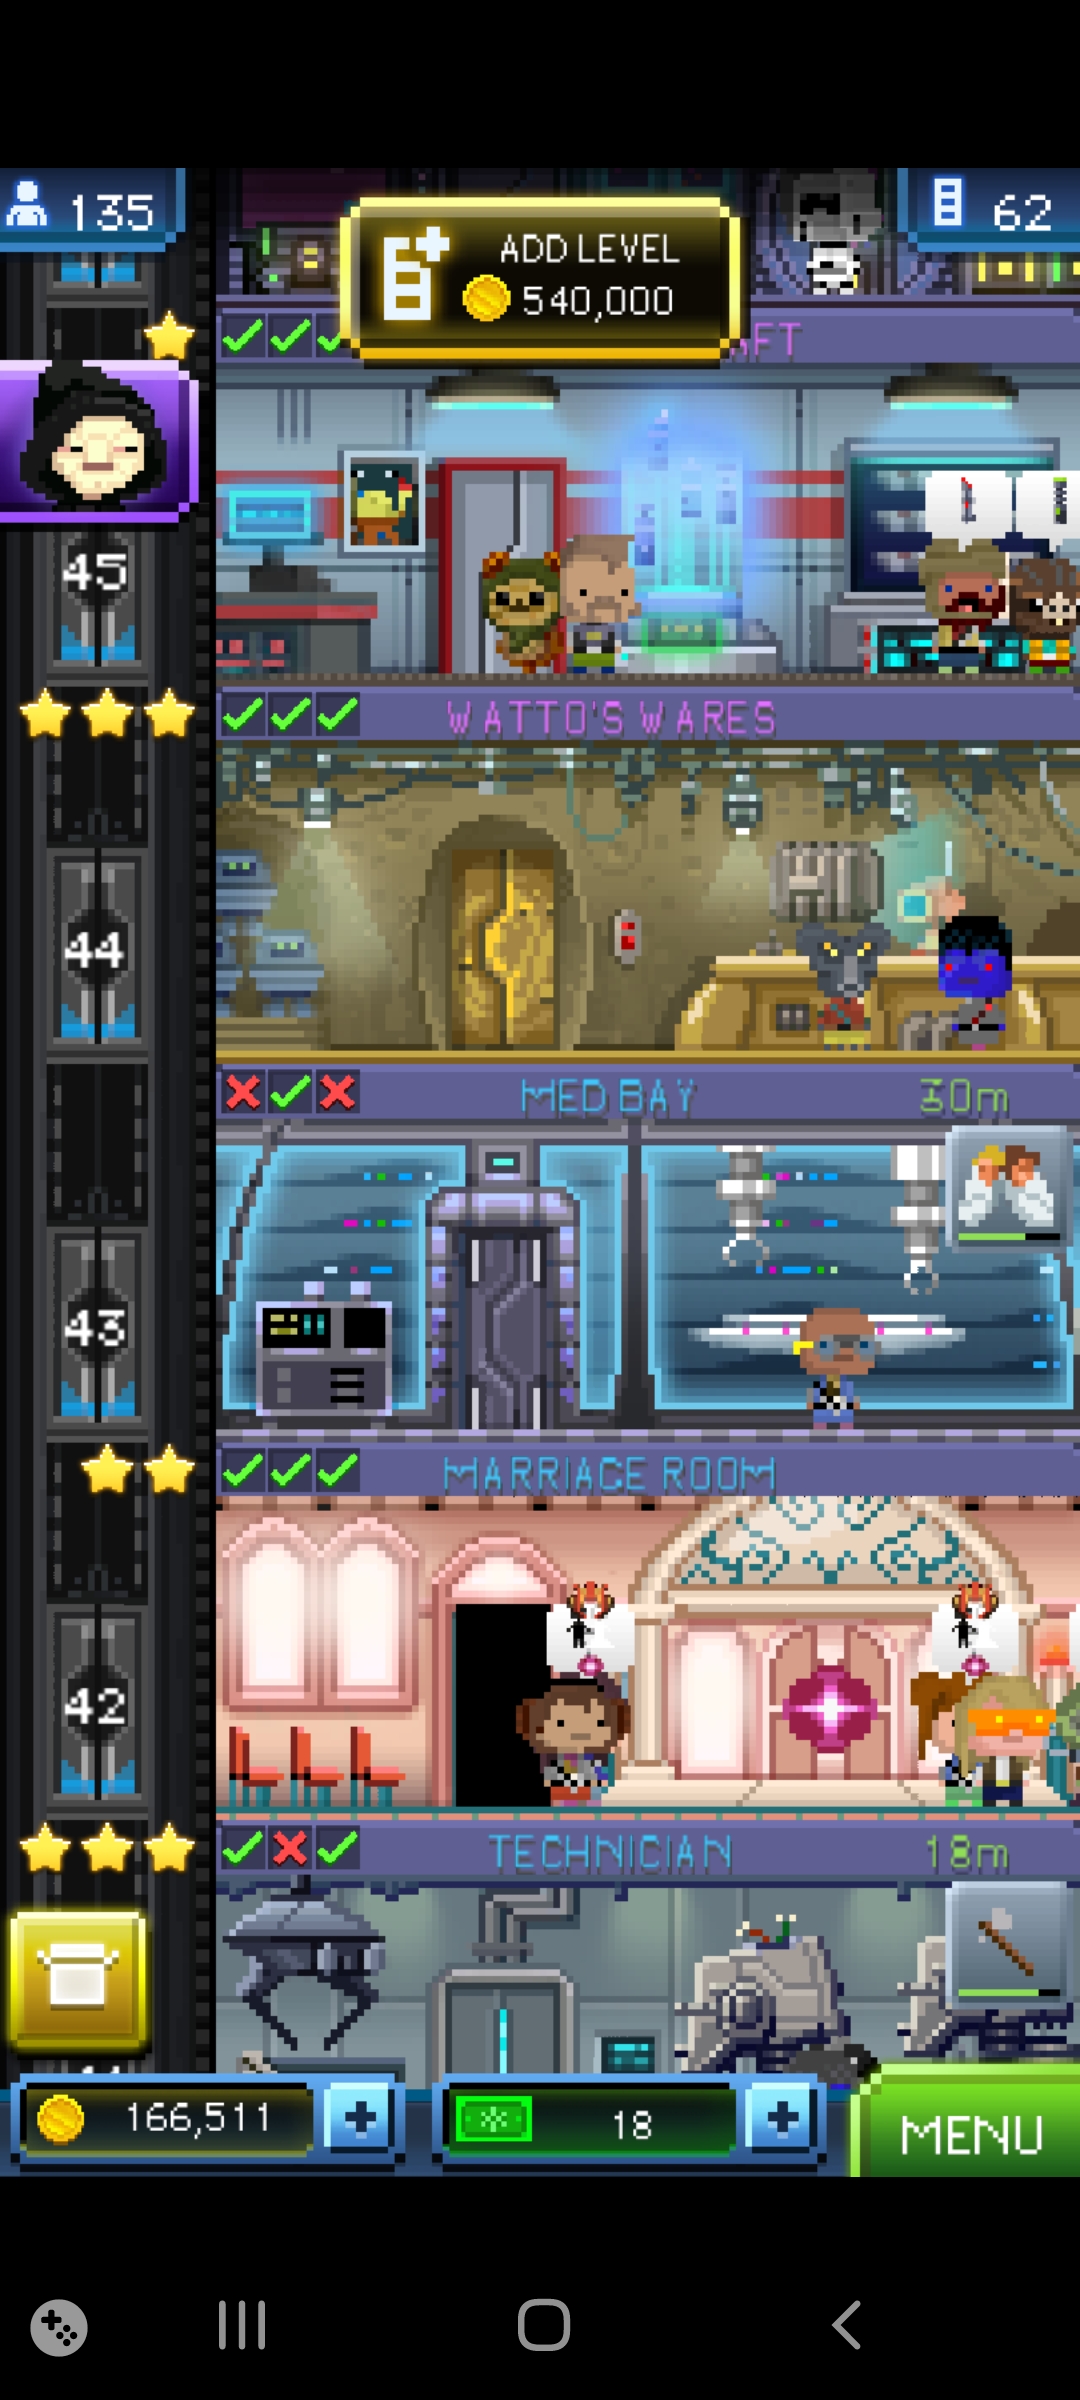 135
ADD LEVEL
540,000
62
45
WATTO'S WARES
44
MED BAY
30m
43
MARRIAGE ROOM
42
TECHNICIAN
18m
166,511
18
MENU